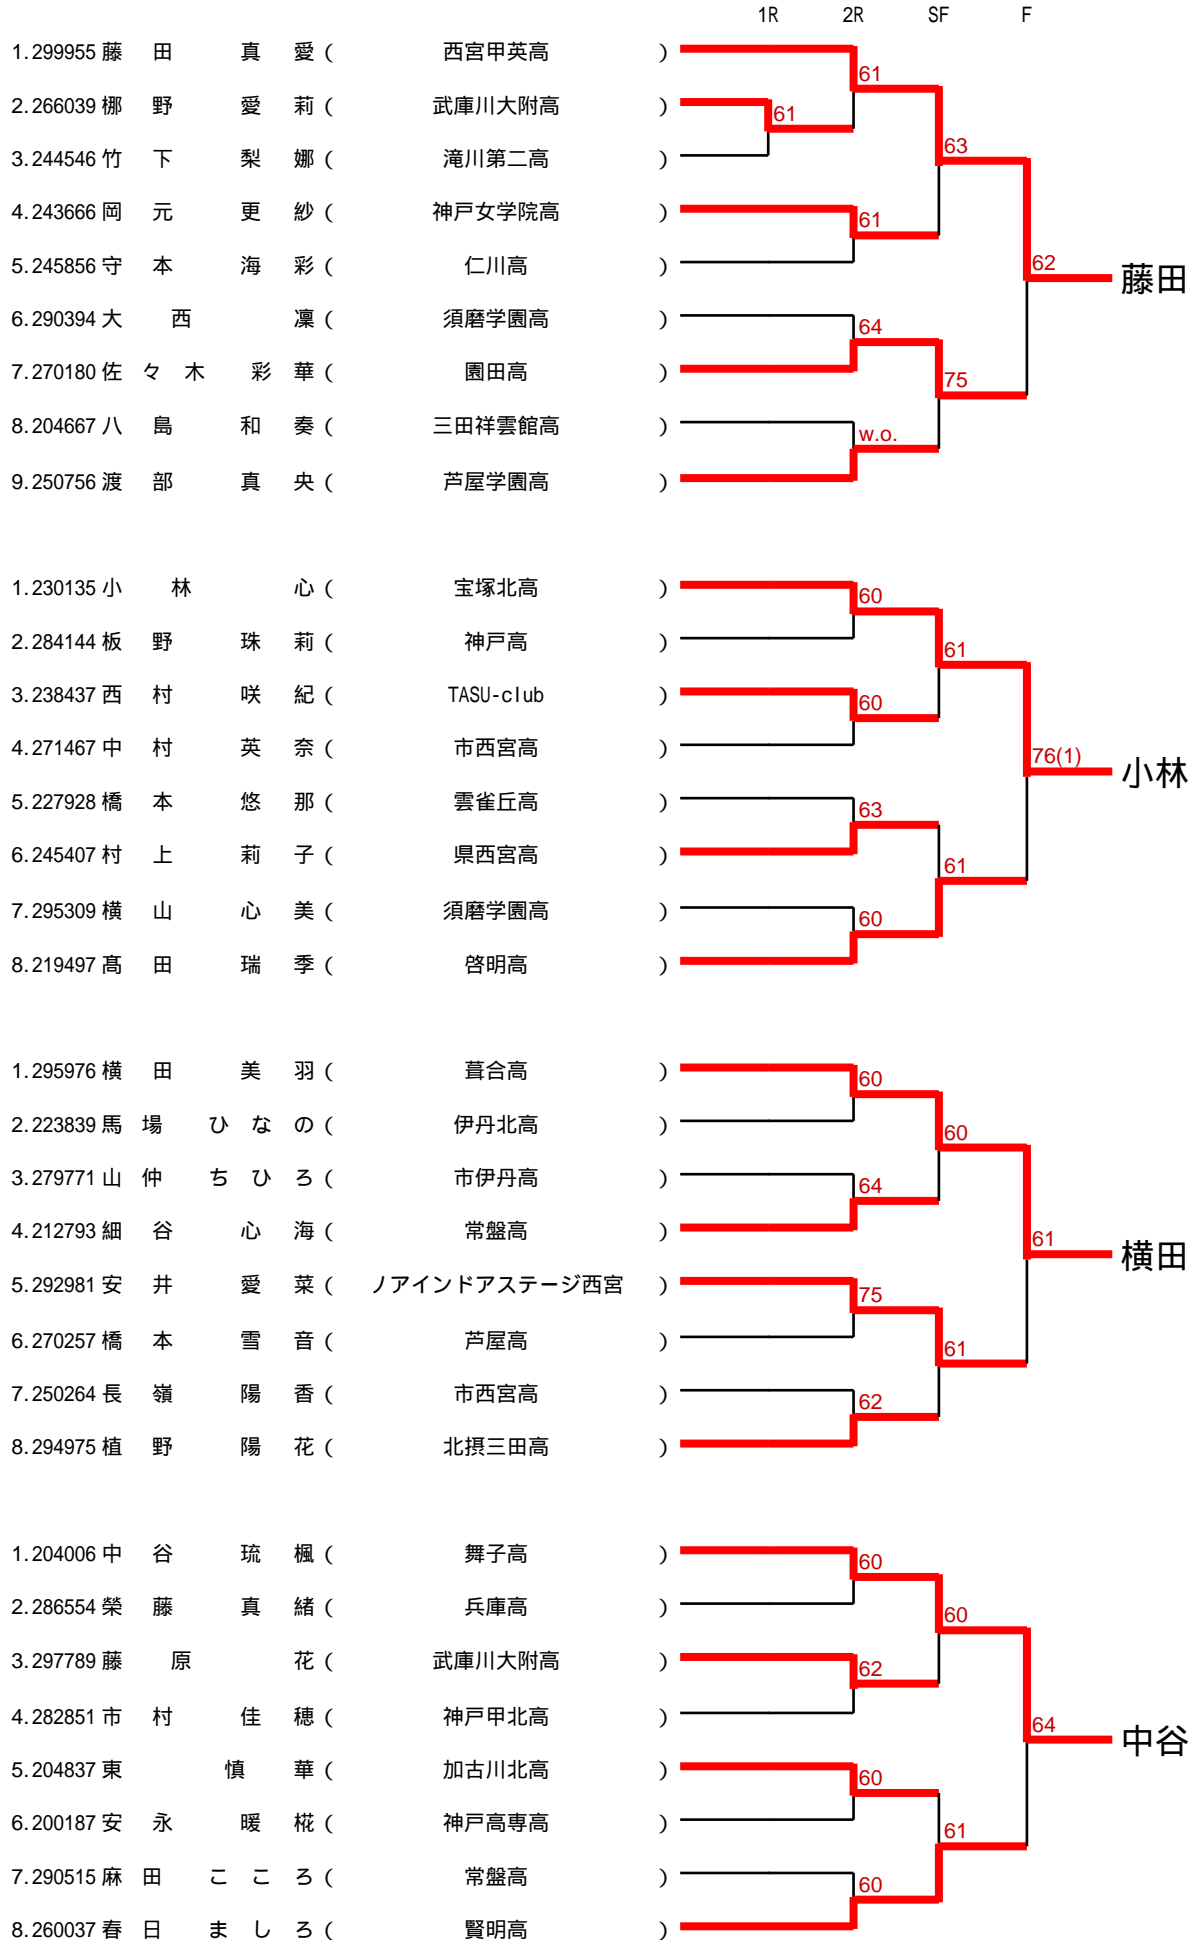 1R 2R SF F
1.299955 藤田 真愛 ( 西宮甲英高 )
61
2.266039 梛野 愛莉 ( 武庫川大附高 )
61
3.244546 竹下 梨娜 ( 滝川第二高 )
63
4.243666 岡元 更紗 ( 神戸女学院高 )
61
5.245856 守本 海彩 ( 仁川高 )
62 藤田
6.290394 大西 凜 ( 須磨学園高 )
64
7.270180 佐々木 彩華 ( 園田高 )
75
8.204667 八島 和奏 ( 三田祥雲館高 )
w.o.
9.250756 渡部 真央 ( 芦屋学園高 )
1.230135 小林 心 ( 宝塚北高 )
60
2.284144 板野 珠莉 ( 神戸高 )
61
3.238437 西村 咲紀 ( TASU-club )
60
4.271467 中村 英奈 ( 市西宮高 )
76(1) 小林
5.227928 橋本 悠那 ( 雲雀丘高 )
63
6.245407 村上 莉子 ( 県西宮高 )
61
7.295309 横山 心美 ( 須磨学園高 )
60
8.219497 髙田 瑞季 ( 啓明高 )
1.295976 横田 美羽 ( 葺合高 )
60
2.223839 馬場 ひなの ( 伊丹北高 )
60
3.279771 山仲 ちひろ ( 市伊丹高 )
64
4.212793 細谷 心海 ( 常盤高 )
61 横田
5.292981 安井 愛菜 ( ノアインドアステージ西宮 )
75
6.270257 橋本 雪音 ( 芦屋高 )
61
7.250264 長嶺 陽香 ( 市西宮高 )
62
8.294975 植野 陽花 ( 北摂三田高 )
1.204006 中谷 琉楓 ( 舞子高 )
60
2.286554 榮藤 真緒 ( 兵庫高 )
60
3.297789 藤原 花 ( 武庫川大附高 )
62
4.282851 市村 佳穂 ( 神戸甲北高 )
64 中谷
5.204837 東 慎華 ( 加古川北高 )
60
6.200187 安永 暖椛 ( 神戸高専高 )
61
7.290515 麻田 こころ ( 常盤高 )
60
8.260037 春日 ましろ ( 賢明高 )